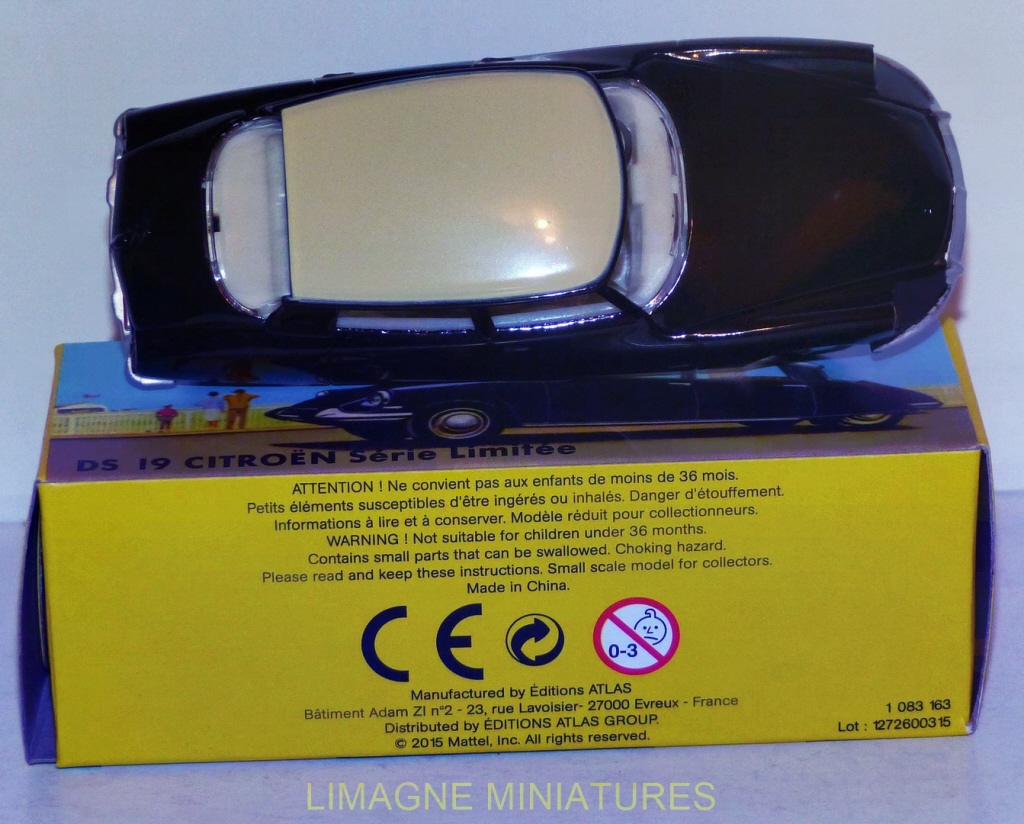 DS 19 CITROËN Série Limitée
ATTENTION ! Ne convient pas aux enfants de moins de 36 mois.
Petits éléments susceptibles d'être ingérés ou inhalés. Danger d'étouffement.
Informations à lire et à conserver. Modèle réduit pour collectionneurs.
WARNING ! Not suitable for children under 36 months.
Contains small parts that can be swallowed. Choking hazard.
Please read and keep these instructions. Small scale model for collectors.
Made in China.
CE
0-3
Manufactured by Éditions ATLAS
Bâtiment Adam ZI n°2 - 23, rue Lavoisier- 27000 Evreux - France
Distributed by ÉDITIONS ATLAS GROUP.
© 2015 Mattel, Inc. All rights reserved.
1 083 163
Lot : 1272600315
LIMAGNE MINIATURES